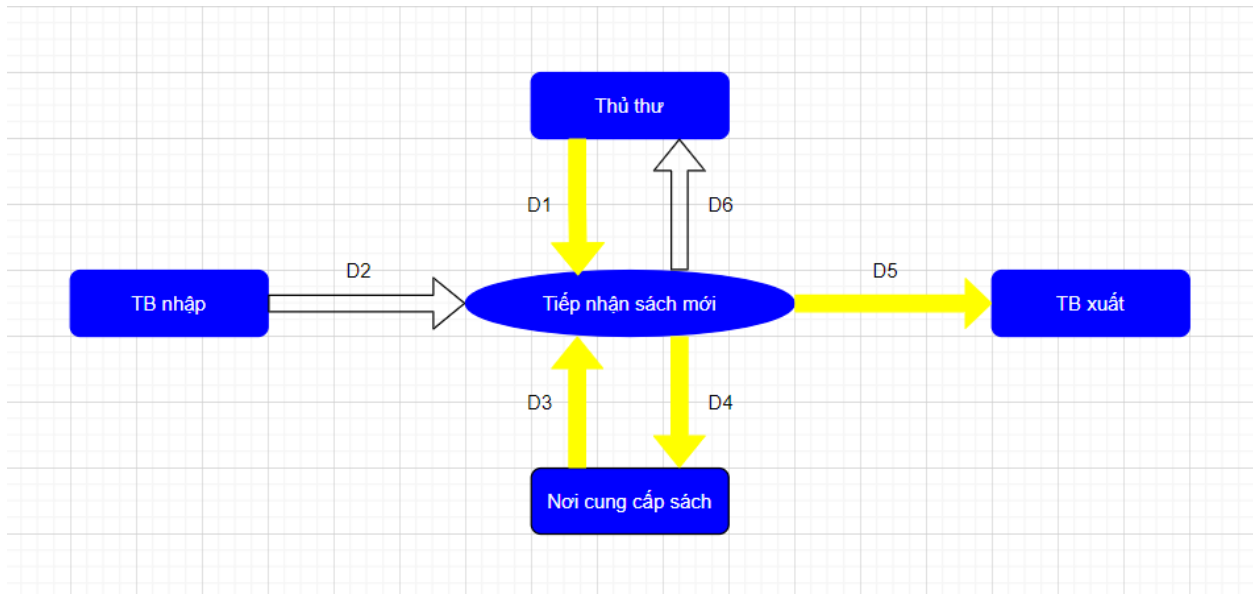 Thủ thư
D1
D6
D2
D5
TB nhập
Tiếp nhận sách mới
TB xuất
D3
D4
Nơi cung cấp sách